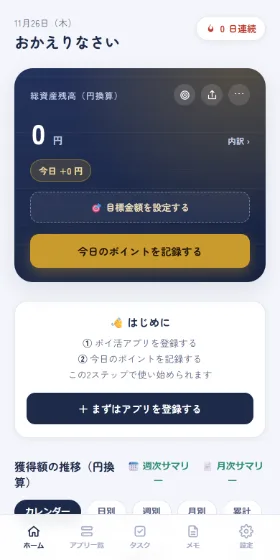 11月26日（木）
おかえりなさい
0 日連続
総資産残高（円換算）
0 円
内訳 ›
今日 +0 円
目標金額を設定する
今日のポイントを記録する
はじめに
① ポイ活アプリを登録する
② 今日のポイントを記録する
この2ステップで使い始められます
＋ まずはアプリを登録する
獲得額の推移（円換算）
週次サマリー
月次サマリー
カレンダー 日別 週別 月別 累計
ホーム アプリ一覧 タスク メモ 設定